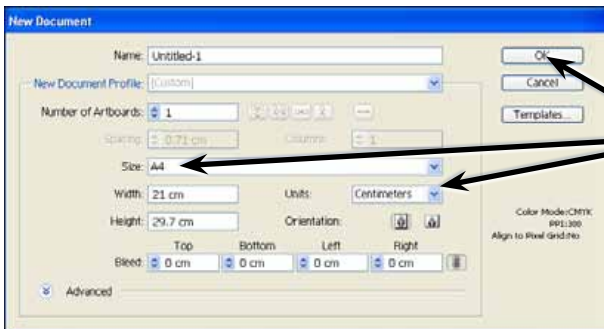 New Document
Name: Untitled-1 OK
New Document Profile: [Custom] Cancel
Number of Artboards: 1 Templates...
Spacing: 0.71 cm Columns: 1
Size: A4
Width: 21 cm Units: Centimeters
Height: 29.7 cm Orientation:
Color Mode:CMYK
PPI:300
Align to Pixel Grid:No
Top Bottom Left Right
Bleed: 0 cm 0 cm 0 cm 0 cm
Advanced